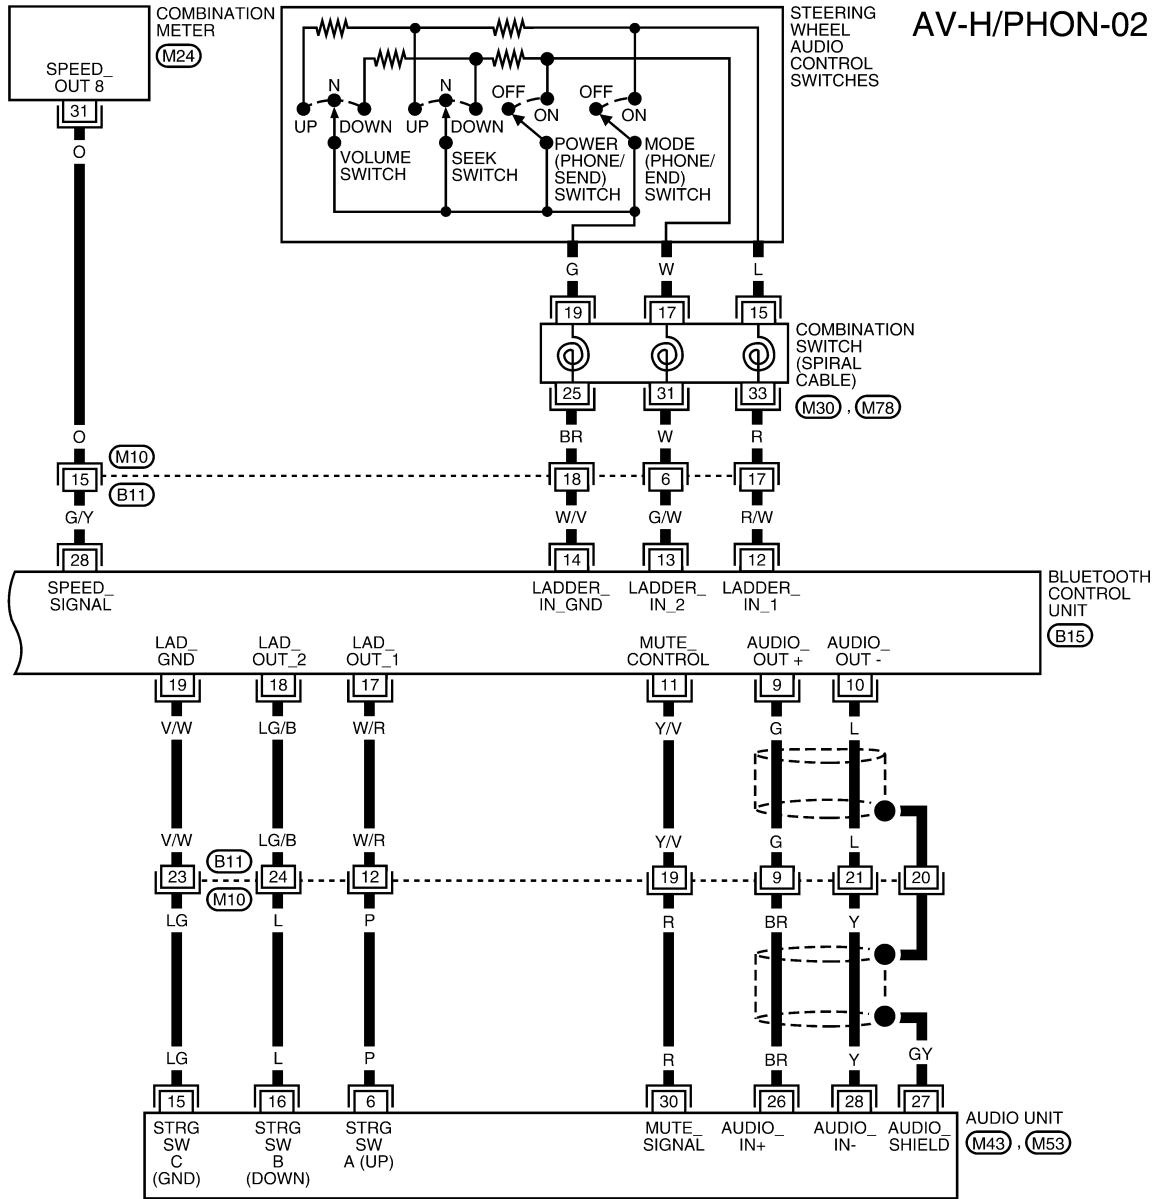 AV-H/PHON-02
COMBINATION
METER
M24
SPEED_
OUT 8
31
O
STEERING
WHEEL
AUDIO
CONTROL
SWITCHES
N
UP
DOWN
VOLUME
SWITCH
N
UP
DOWN
SEEK
SWITCH
OFF
ON
POWER
(PHONE/
SEND)
SWITCH
OFF
ON
MODE
(PHONE/
END)
SWITCH
G W L
19 17 15
COMBINATION
SWITCH
(SPIRAL
CABLE)
M30 , M78
25 31 33
O BR W R
M10
15 18 6 17
B11
G/Y W/V G/W R/W
28 14 13 12
SPEED_
SIGNAL
LADDER_
IN_GND
LADDER_
IN_2
LADDER_
IN_1
BLUETOOTH
CONTROL
UNIT
B15
LAD_
GND
LAD_
OUT_2
LAD_
OUT_1
MUTE_
CONTROL
AUDIO_
OUT +
AUDIO_
OUT -
19 18 17 11 9 10
V/W LG/B W/R Y/V G L
V/W LG/B W/R Y/V G L
B11
23 24 12 19 9 21 20
M10
LG L P R BR Y
LG L P R BR Y GY
15 16 6 30 26 28 27
STRG
SW
C
(GND)
STRG
SW
B
(DOWN)
STRG
SW
A (UP)
MUTE_
SIGNAL
AUDIO_
IN+
AUDIO_
IN-
AUDIO_
SHIELD
AUDIO UNIT
M43 , M53